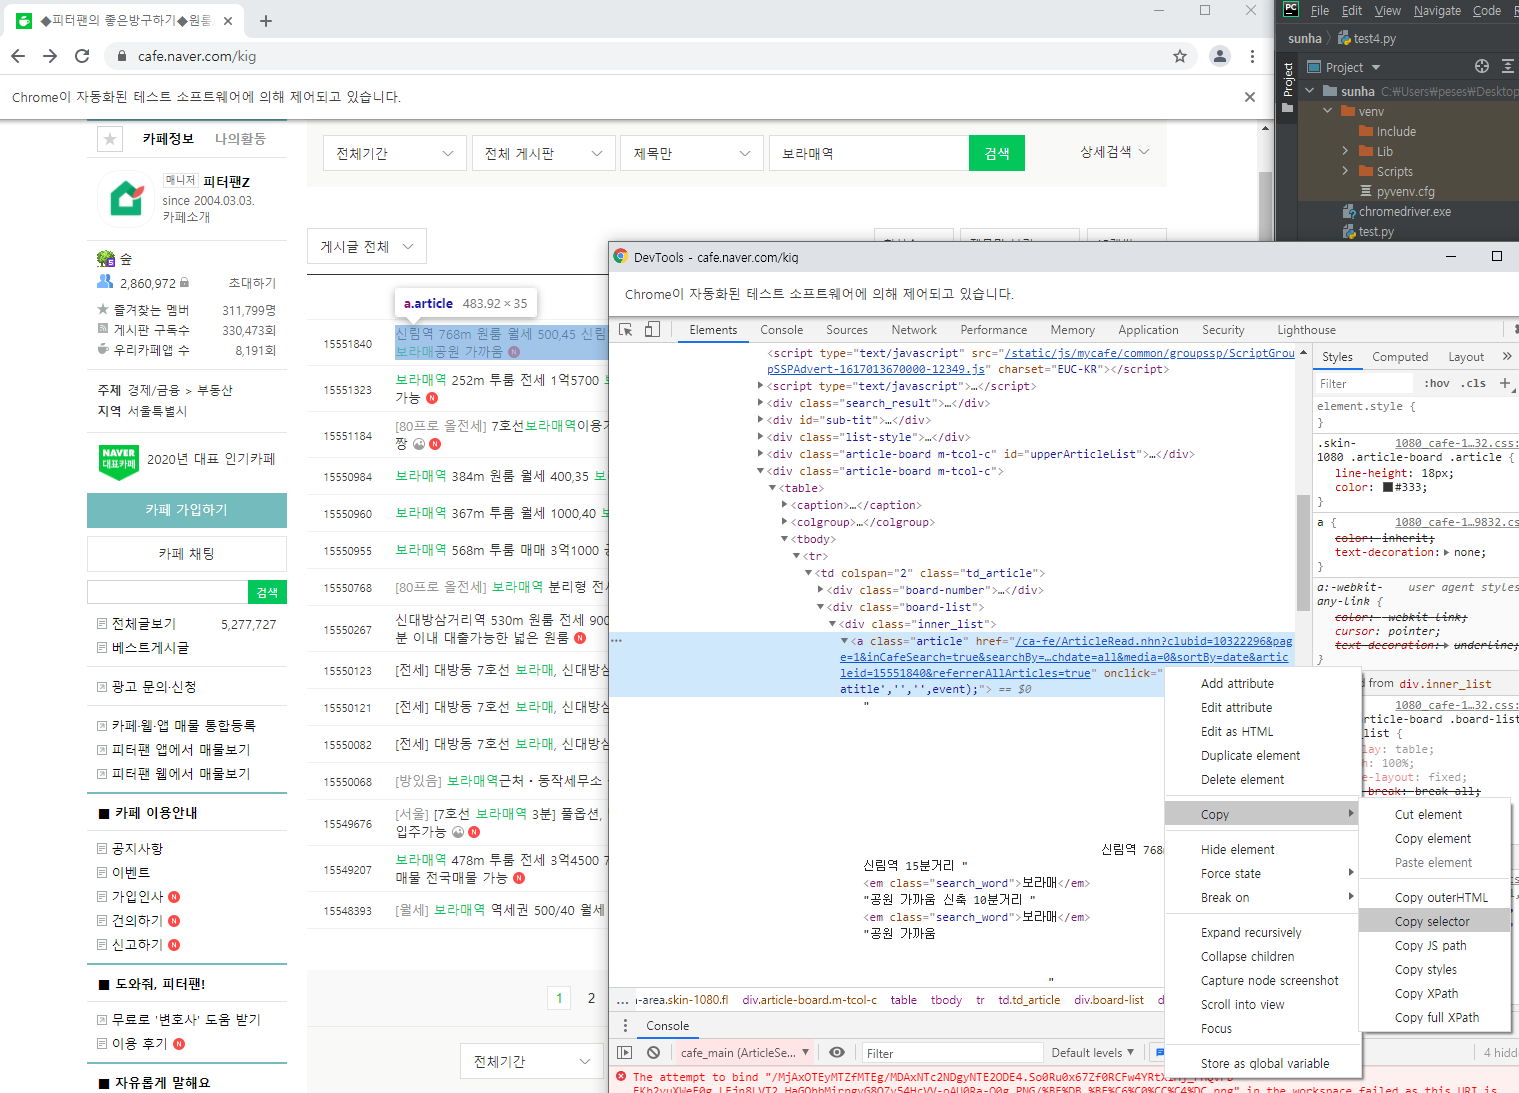 ◆피터팬의 좋은방구하기◆원룸
cafe.naver.com/kig
Chrome이 자동화된 테스트 소프트웨어에 의해 제어되고 있습니다.
카페정보 나의활동
매니저 피터팬Z
since 2004.03.03.
카페소개
숲
2,860,972 초대하기
즐겨찾는 멤버 311,799명
게시판 구독수 330,473회
우리카페앱 수 8,191회
주제 경제/금융 > 부동산
지역 서울특별시
NAVER 대표카페 2020년 대표 인기카페
카페 가입하기
카페 채팅
검색
전체글보기 5,277,727
베스트게시글
광고 문의·신청
카페·웹·앱 매물 통합등록
피터팬 앱에서 매물보기
피터팬 웹에서 매물보기
■ 카페 이용안내
공지사항
이벤트
가입인사 N
건의하기 N
신고하기 N
■ 도와줘, 피터팬!
무료로 '변호사' 도움 받기
이용 후기 N
■ 자유롭게 말해요
전체기간 전체 게시판 제목만 보라매역 검색 상세검색
게시글 전체
a.article 483.92 × 35
15551840 신림역 768m 원룸 월세 500,45 신림
보라매공원 가까움 N
15551323 보라매역 252m 투룸 전세 1억5700
가능 N
15551184 [80프로 올전세] 7호선보라매역이용가
짱 N
15550984 보라매역 384m 원룸 월세 400,35 보
15550960 보라매역 367m 투룸 월세 1000,40 보
15550955 보라매역 568m 투룸 매매 3억1000
15550768 [80프로 올전세] 보라매역 분리형 전세
15550267 신대방삼거리역 530m 원룸 전세 900
분 이내 대출가능한 넓은 원룸 N
15550123 [전세] 대방동 7호선 보라매, 신대방삼
15550121 [전세] 대방동 7호선 보라매, 신대방삼
15550082 [전세] 대방동 7호선 보라매, 신대방삼
15550068 [방있음] 보라매역근처・동작세무소
15549676 [서울] [7호선 보라매역 3분] 풀옵션,
입주가능 N
15549207 보라매역 478m 투룸 전세 3억4500 7
매물 전국매물 가능 N
15548393 [월세] 보라매역 역세권 500/40 월세
1 2
전체기간
File Edit View Navigate Code
sunha test4.py
Project
Project
sunha C:₩Users₩peses₩Desktop
venv
Include
Lib
Scripts
pyvenv.cfg
chromedriver.exe
test.py
DevTools - cafe.naver.com/kig
Chrome이 자동화된 테스트 소프트웨어에 의해 제어되고 있습니다.
Elements Console Sources Network Performance Memory Application Security Lighthouse
<script type="text/javascript" src="/static/js/mycafe/common/groupssp/ScriptGrou
pSSPAdvert-1617013670000-12349.js" charset="EUC-KR"></script>
<script type="text/javascript">…</script>
<div class="search_result">…</div>
<div id="sub-tit">…</div>
<div class="list-style">…</div>
<div class="article-board m-tcol-c" id="upperArticleList">…</div>
<div class="article-board m-tcol-c">
<table>
<caption>…</caption>
<colgroup>…</colgroup>
<tbody>
<tr>
<td colspan="2" class="td_article">
<div class="board-number">…</div>
<div class="board-list">
<div class="inner_list">
<a class="article" href="/ca-fe/ArticleRead.nhn?clubid=10322296&pag
e=1&inCafeSearch=true&searchBy=…chdate=all&media=0&sortBy=date&artic
leid=15551840&referrerAllArticles=true" onclick="
atitle','','',event);"> == $0
"
신림역 768
신림역 15분거리 "
<em class="search_word">보라매</em>
"공원 가까움 신축 10분거리 "
<em class="search_word">보라매</em>
"공원 가까움
"
Styles Computed Layout
Filter :hov .cls +
element.style {
}
.skin- 1080_cafe-1…32.css:
1080 .article-board .article {
line-height: 18px;
color: #333;
}
a { 1080_cafe-1…9832.cs
color: inherit;
text-decoration: none;
}
a:-webkit- user agent styles
any-link {
color: -webkit-link;
cursor: pointer;
text-decoration: underline;
}
d from div.inner_list
1080_cafe-1…32.css:
rticle-board .board-list
_list {
lay: table;
h: 100%;
e-layout: fixed;
break: break-all;
Add attribute
Edit attribute
Edit as HTML
Duplicate element
Delete element
Copy
Hide element
Force state
Break on
Expand recursively
Collapse children
Capture node screenshot
Scroll into view
Focus
Store as global variable
Cut element
Copy element
Paste element
Copy outerHTML
Copy selector
Copy JS path
Copy styles
Copy XPath
Copy full XPath
… n-area.skin-1080.fl div.article-board.m-tcol-c table tbody tr td.td_article div.board-list d
Console
cafe_main (ArticleSe… Filter Default levels 4 hidd
The attempt to bind
in the workspace failed as this URI is